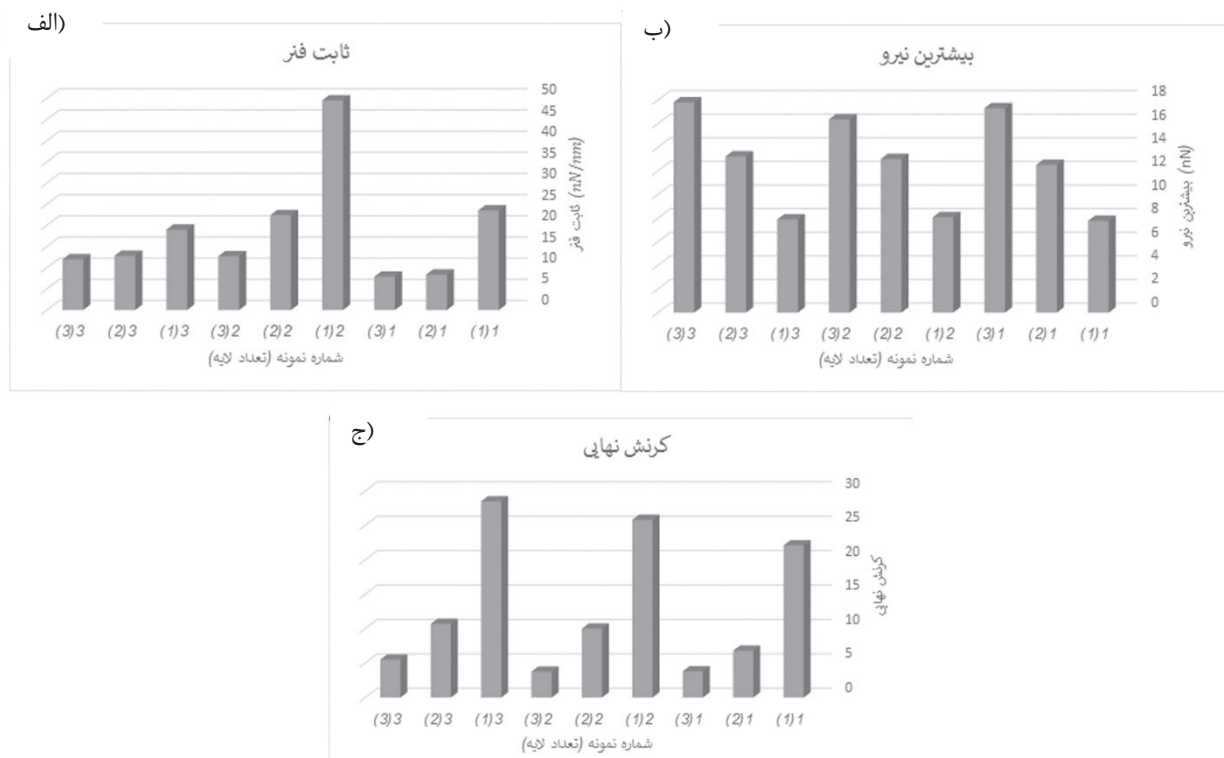 الف)
ثابت فنر
50
45
40
35
30
25
20
15
10
5
0
ثابت فنر (nN/nm)
(3)3 (2)3 (1)3 (3)2 (2)2 (1)2 (3)1 (2)1 (1)1
شماره نمونه (تعداد لایه)
ب)
بیشترین نیرو
18
16
14
12
10
8
6
4
2
0
بیشترین نیرو (nN)
(3)3 (2)3 (1)3 (3)2 (2)2 (1)2 (3)1 (2)1 (1)1
شماره نمونه (تعداد لایه)
ج)
کرنش نهایی
30
25
20
15
10
5
0
کرنش نهایی
(3)3 (2)3 (1)3 (3)2 (2)2 (1)2 (3)1 (2)1 (1)1
شماره نمونه (تعداد لایه)